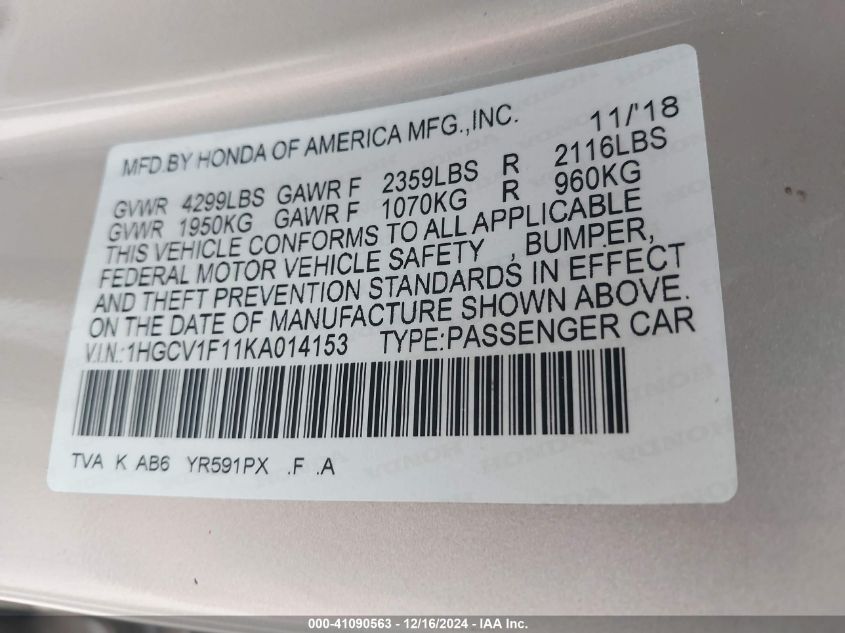 MFD.BY HONDA OF AMERICA MFG.,INC. 11/'18
GVWR 4299LBS GAWR F 2359LBS R 2116LBS
GVWR 1950KG GAWR F 1070KG R 960KG
THIS VEHICLE CONFORMS TO ALL APPLICABLE
FEDERAL MOTOR VEHICLE SAFETY , BUMPER,
AND THEFT PREVENTION STANDARDS IN EFFECT
ON THE DATE OF MANUFACTURE SHOWN ABOVE.
V.I.N.:1HGCV1F11KA014153 TYPE:PASSENGER CAR
TVA K AB6 YR591PX .F .A
000-41090563 - 12/16/2024 - IAA Inc.